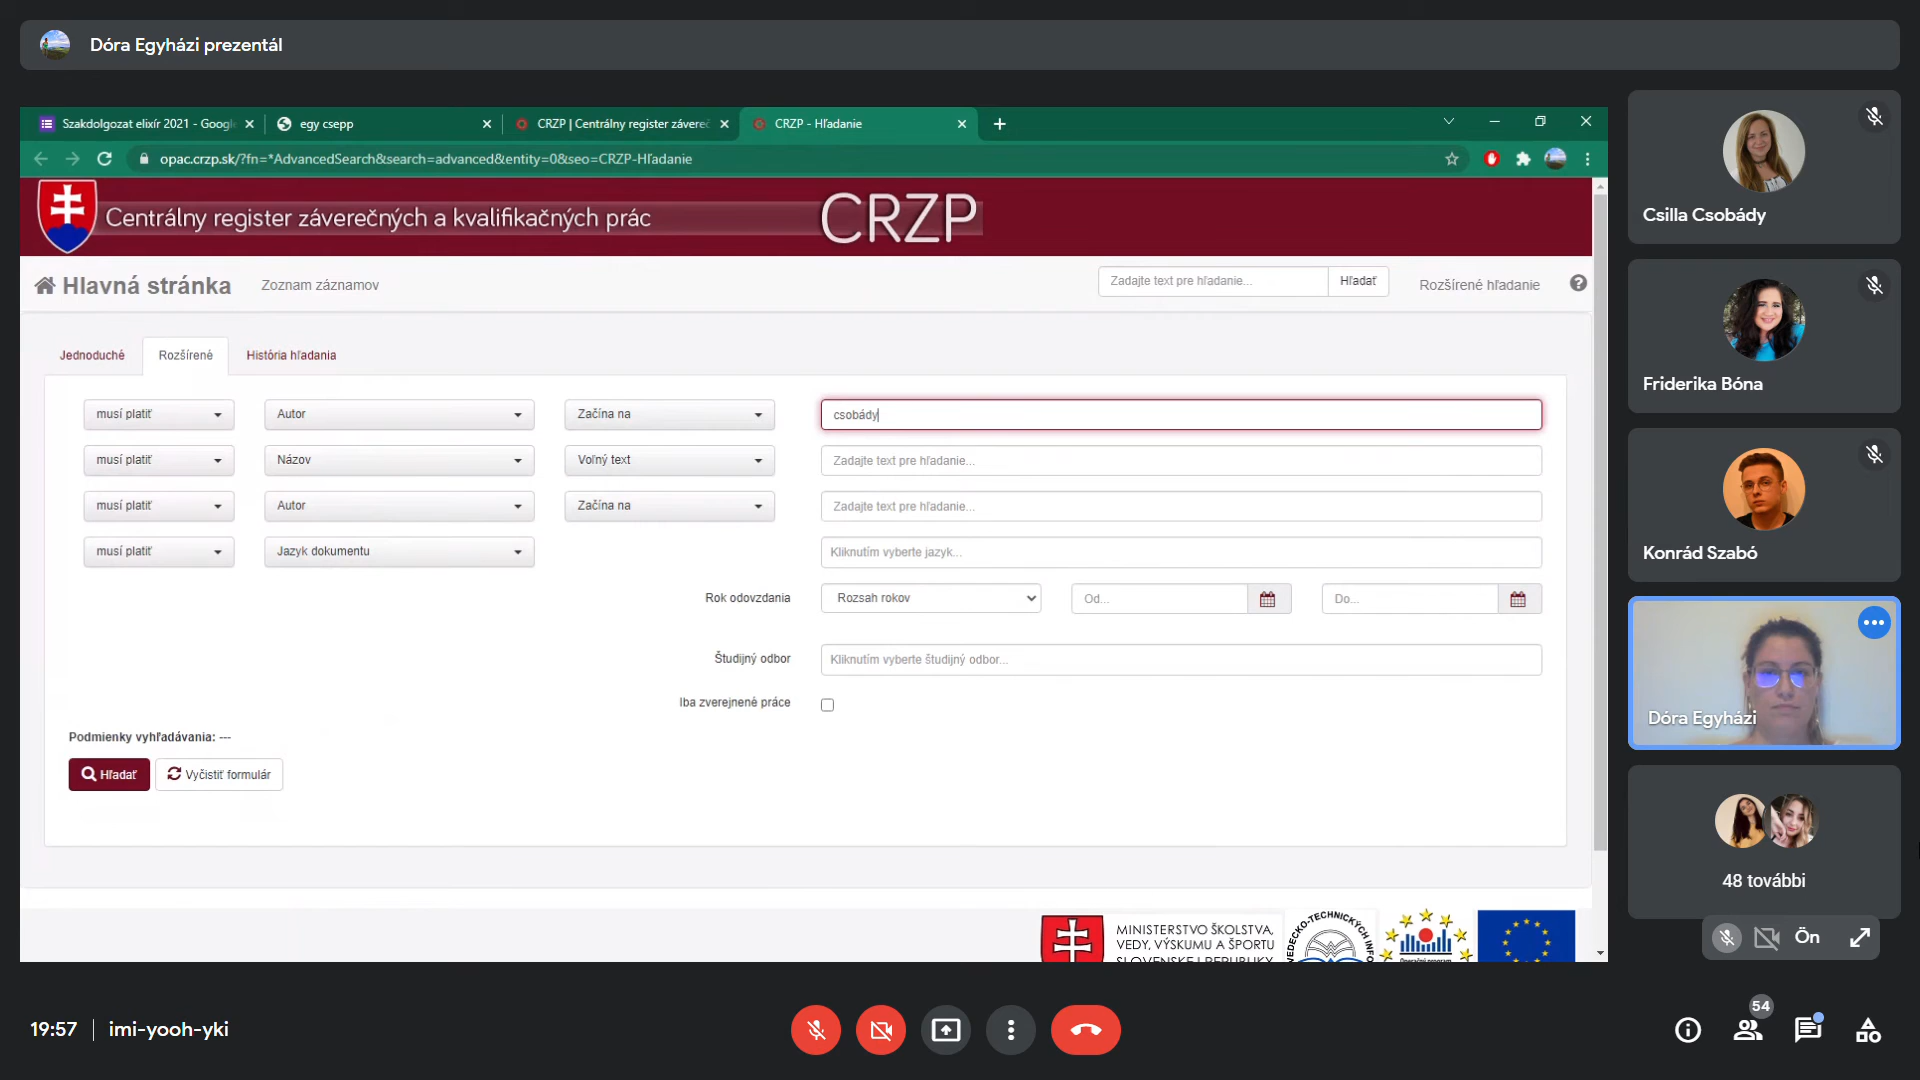 Dóra Egyházi prezentál
Szakdolgozat elixír 2021 - Googl
egy csepp
CRZP | Centrálny register závereč
CRZP - Hľadanie
opac.crzp.sk/?fn=*AdvancedSearch&search=advanced&entity=0&seo=CRZP-Hľadanie
Centrálny register záverečných a kvalifikačných prác
CRZP
Hlavná stránka
Zoznam záznamov
Zadajte text pre hľadanie...
Hľadať
Rozšírené hľadanie
Jednoduché
Rozšírené
História hľadania
musí platiť
Autor
Začína na
csobády
musí platiť
Názov
Voľný text
Zadajte text pre hľadanie...
musí platiť
Autor
Začína na
Zadajte text pre hľadanie...
musí platiť
Jazyk dokumentu
Kliknutím vyberte jazyk...
Rok odovzdania
Rozsah rokov
Od...
Do...
Študijný odbor
Kliknutím vyberte študijný odbor...
Iba zverejnené práce
Podmienky vyhľadávania: ---
Hľadať
Vyčistiť formulár
MINISTERSTVO ŠKOLSTVA,
VEDY, VÝSKUMU A ŠPORTU
SLOVENSKEJ REPUBLIKY
Csilla Csobády
Friderika Bóna
Konrád Szabó
Dóra Egyházi
48 további
Ön
19:57
imi-yooh-yki
54